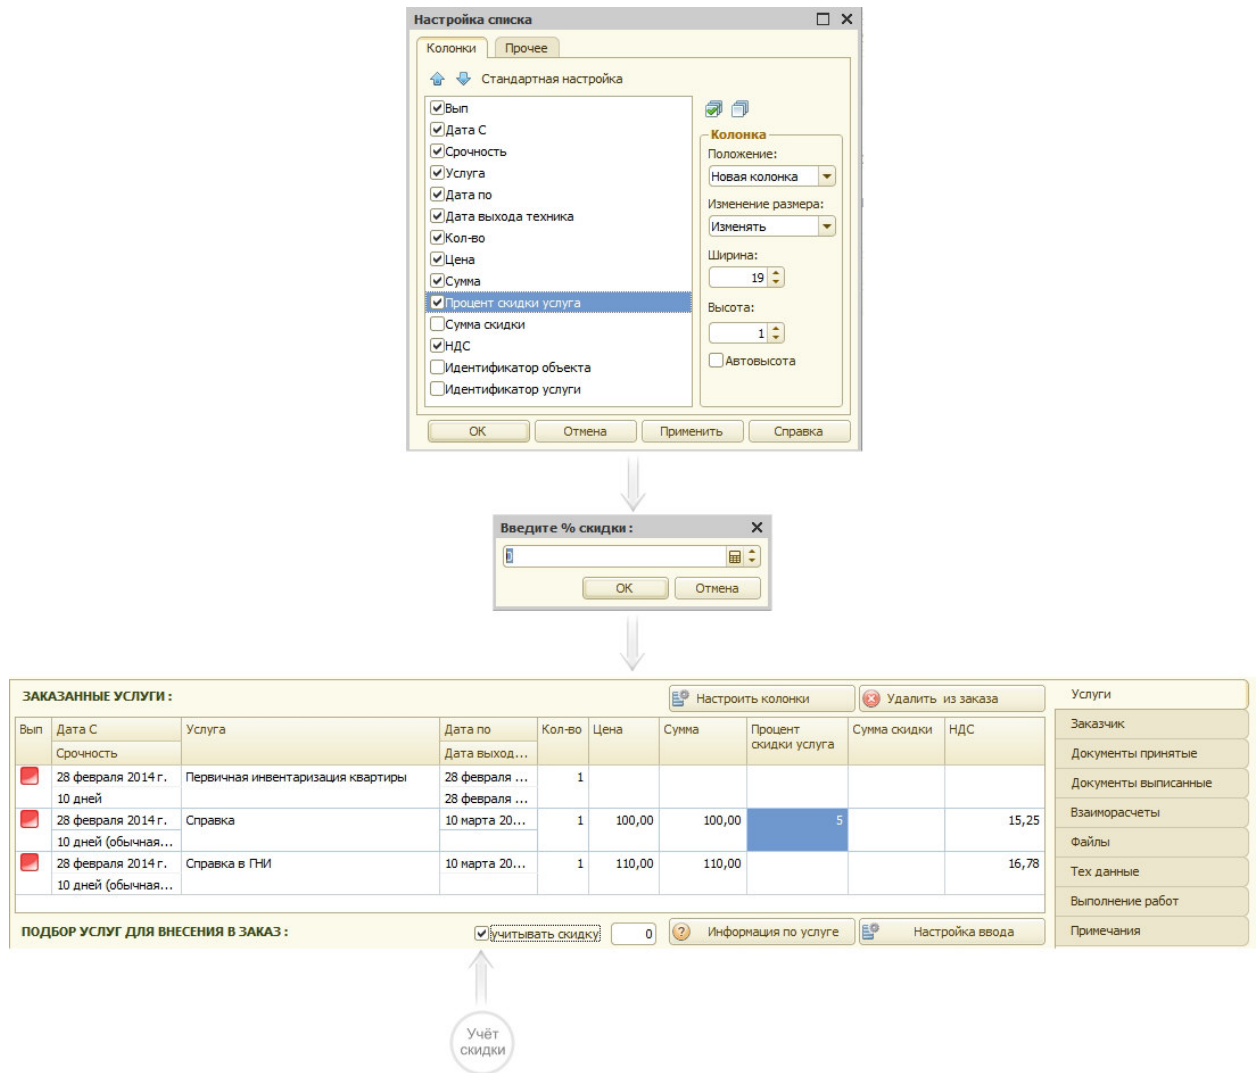 Настройка списка
Колонки Прочее
Стандартная настройка
Вып
Дата С
Срочность
Услуга
Дата по
Дата выхода техника
Кол-во
Цена
Сумма
Процент скидки услуга
Сумма скидки
НДС
Идентификатор объекта
Идентификатор услуги
Колонка
Положение:
Новая колонка
Изменение размера:
Изменять
Ширина:
19
Высота:
1
Автовысота
ОК Отмена Применить Справка
Введите % скидки :
ОК Отмена
ЗАКАЗАННЫЕ УСЛУГИ : Настроить колонки Удалить из заказа
Вып Дата С Услуга Дата по Кол-во Цена Сумма Процент Сумма скидки НДС
скидки услуга
Срочность Дата выход...
28 февраля 2014 г. Первичная инвентаризация квартиры 28 февраля ... 1
10 дней 28 февраля ...
28 февраля 2014 г. Справка 10 марта 20... 1 100,00 100,00 5 15,25
10 дней (обычная...
28 февраля 2014 г. Справка в ГНИ 10 марта 20... 1 110,00 110,00 16,78
10 дней (обычная...
ПОДБОР УСЛУГ ДЛЯ ВНЕСЕНИЯ В ЗАКАЗ : учитывать скидку 0 Информация по услуге Настройка ввода
Услуги
Заказчик
Документы принятые
Документы выписанные
Взаиморасчеты
Файлы
Тех данные
Выполнение работ
Примечания
Учёт
скидки